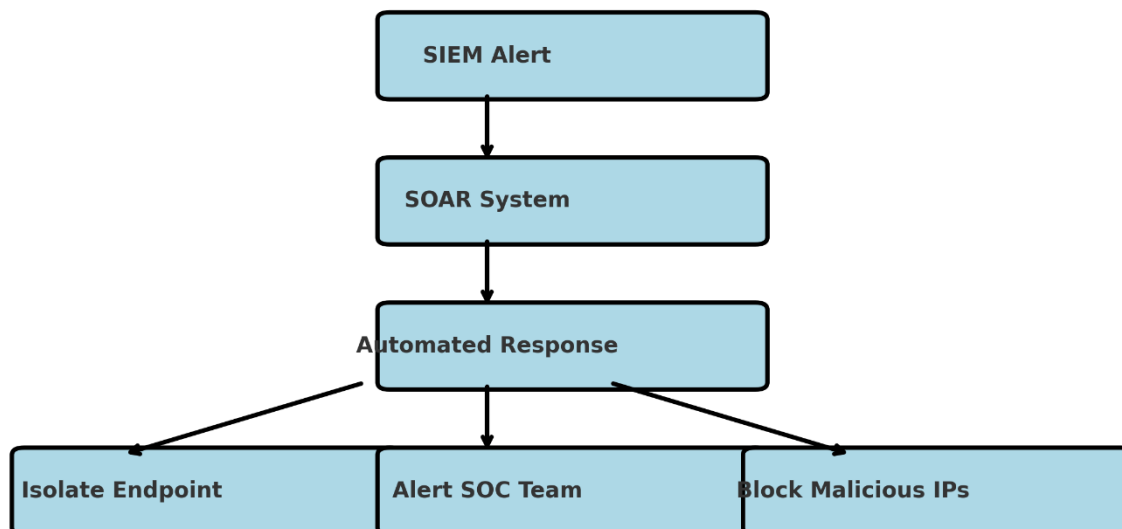 SIEM Alert
SOAR System
Automated Response
Isolate Endpoint
Alert SOC Team
Block Malicious IPs